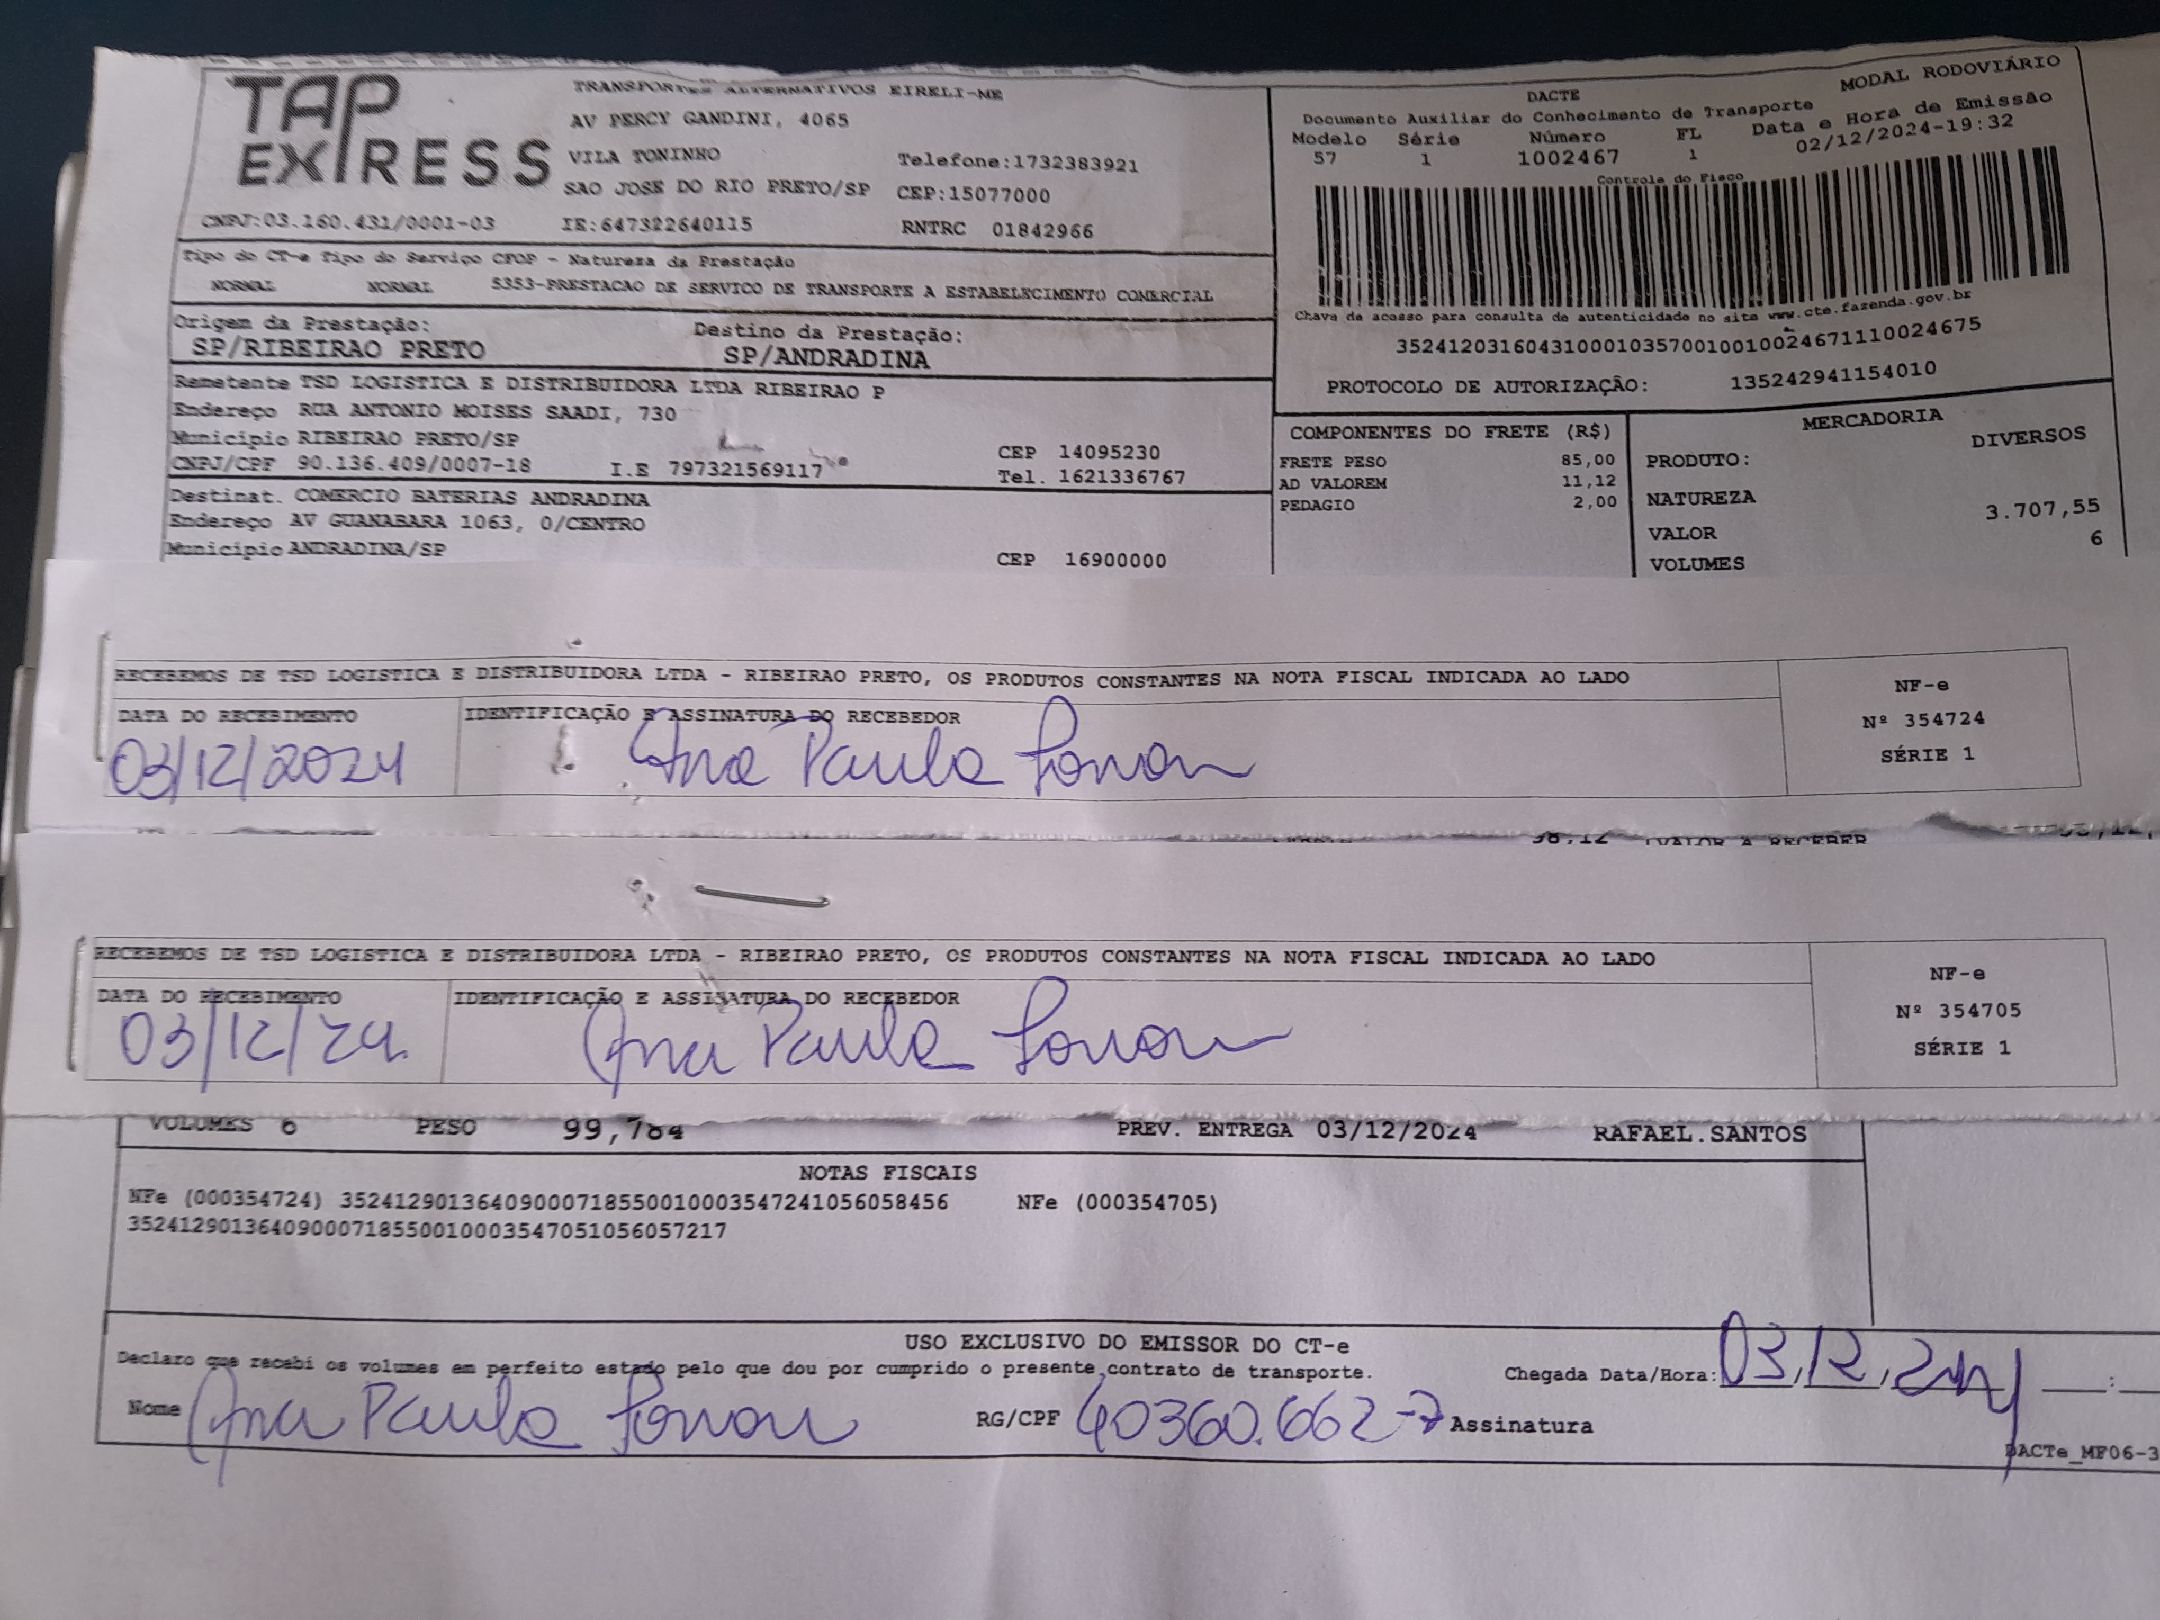 TAP EXPRESS
TRANSPORTES ALTERNATIVOS EIRELI-ME
AV PERCY GANDINI, 4065
VILA TONINHO Telefone:1732383921
SAO JOSE DO RIO PRETO/SP CEP:15077000
CNPJ:03.160.431/0001-03 IE:647322640115 RNTRC 01842966
DACTE MODAL RODOVIÁRIO
Documento Auxiliar do Conhecimento de Transporte
Modelo Série Número FL Data e Hora de Emissão
57 1 1002467 1 02/12/2024-19:32
Controle do Fisco
Chave de acesso para consulta de autenticidade no site www.cte.fazenda.gov.br
35241203160431000103570010010024671110024675
PROTOCOLO DE AUTORIZAÇÃO: 135242941154010
Tipo do CT-e Tipo do Serviço CFOP - Natureza da Prestação
NORMAL NORMAL 5353-PRESTACAO DE SERVICO DE TRANSPORTE A ESTABELECIMENTO COMERCIAL
Origem da Prestação: Destino da Prestação:
SP/RIBEIRAO PRETO SP/ANDRADINA
Remetente TSD LOGISTICA E DISTRIBUIDORA LTDA RIBEIRAO P
Endereço RUA ANTONIO MOISES SAADI, 730
Município RIBEIRAO PRETO/SP CEP 14095230
CNPJ/CPF 90.136.409/0007-18 I.E 797321569117 Tel. 1621336767
Destinat. COMERCIO BATERIAS ANDRADINA
Endereço AV GUANABARA 1063, 0/CENTRO
Município ANDRADINA/SP CEP 16900000
COMPONENTES DO FRETE (R$)
FRETE PESO 85,00
AD VALOREM 11,12
PEDAGIO 2,00
MERCADORIA
PRODUTO: DIVERSOS
NATUREZA
VALOR 3.707,55
VOLUMES 6
RECEBEMOS DE TSD LOGISTICA E DISTRIBUIDORA LTDA - RIBEIRAO PRETO, OS PRODUTOS CONSTANTES NA NOTA FISCAL INDICADA AO LADO
DATA DO RECEBIMENTO IDENTIFICAÇÃO E ASSINATURA DO RECEBEDOR
03/12/2024 Ana Paula
NF-e
Nº 354724
SÉRIE 1
98,12 VALOR A RECEBER
RECEBEMOS DE TSD LOGISTICA E DISTRIBUIDORA LTDA - RIBEIRAO PRETO, OS PRODUTOS CONSTANTES NA NOTA FISCAL INDICADA AO LADO
DATA DO RECEBIMENTO IDENTIFICAÇÃO E ASSINATURA DO RECEBEDOR
03/12/24. Ana Paula
NF-e
Nº 354705
SÉRIE 1
VOLUMES 6 PESO 99,784 PREV. ENTREGA 03/12/2024 RAFAEL.SANTOS
NOTAS FISCAIS
NFe (000354724) 35241290136409000718550010003547241056058456 NFe (000354705)
35241290136409000718550010003547051056057217
USO EXCLUSIVO DO EMISSOR DO CT-e
Declaro que recebi os volumes em perfeito estado pelo que dou por cumprido o presente contrato de transporte. Chegada Data/Hora: 03/12/2024 :
Nome Ana Paula RG/CPF 40360.662-7 Assinatura
DACTe_MF06-3